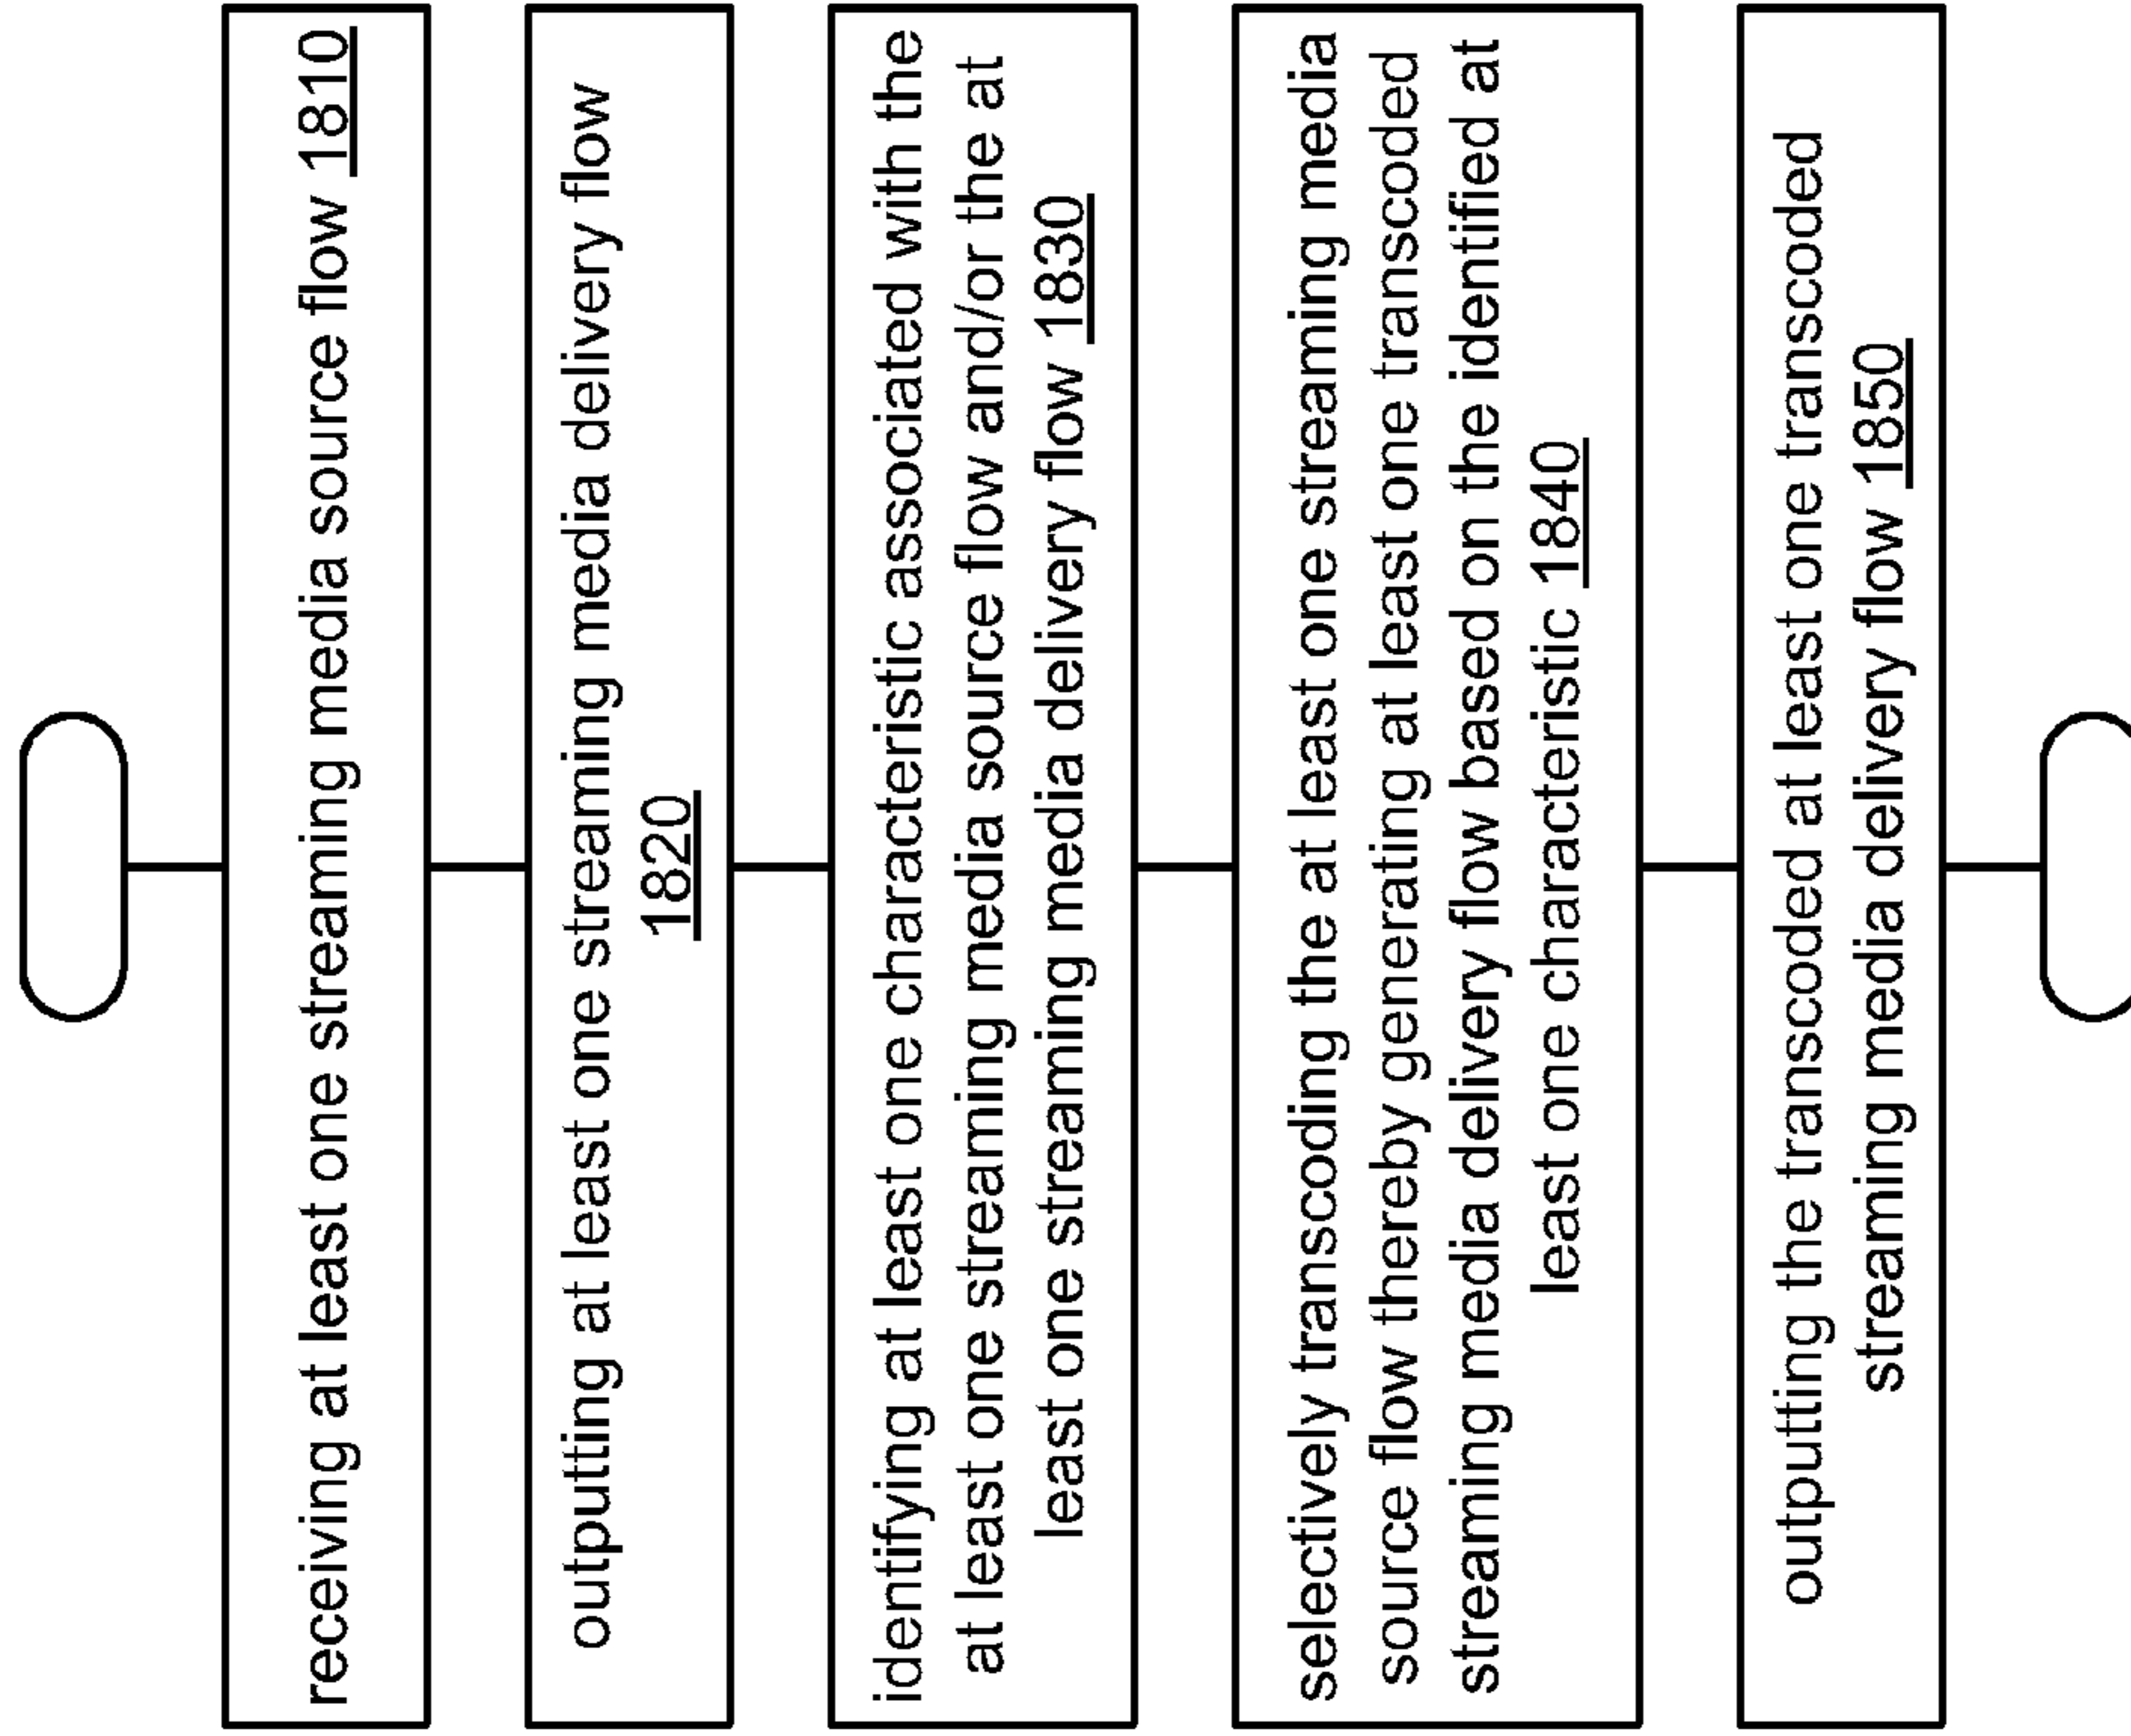 receiving at least one streaming media source flow 1810
outputing at least one streaming media delivery flow
1820
identifying at least one characteristic associated with the
at least one streaming media source flow and/or the at
least one streaming media delivery flow 1830
selectively transcoding the at least one streaming media
source flow thereby generating at least one transcoded
streaming media delivery flow based on the identified at
least one characteristic 1840
outputting the transcoded at least one transcoded
streaming media delivery flow 1850